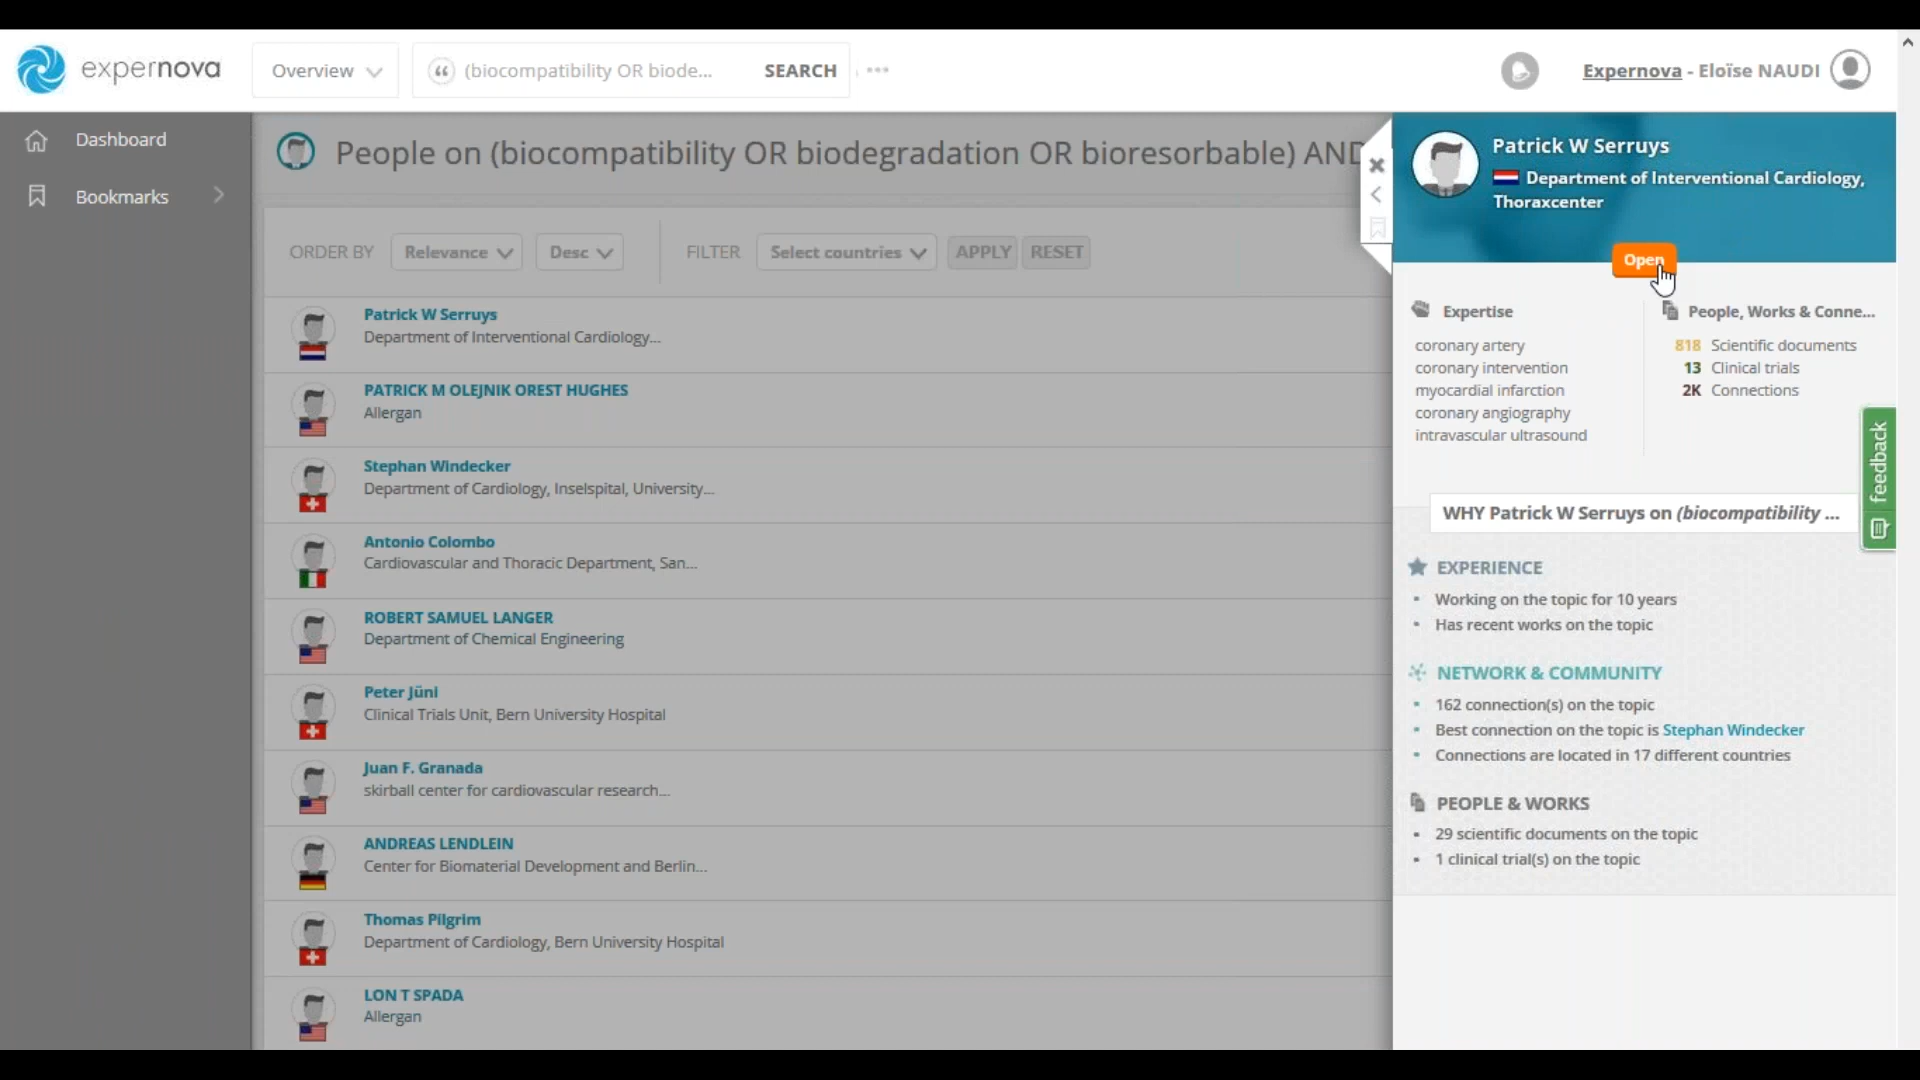 expernova
Overview
(biocompatibility OR biode...
SEARCH
Expernova - Eloïse NAUDI
Dashboard
Bookmarks
People on (biocompatibility OR biodegradation OR bioresorbable) AND
ORDER BY
Relevance
Desc
FILTER
Select countries
APPLY
RESET
Patrick W Serruys
Department of Interventional Cardiology...
PATRICK M OLEJNIK OREST HUGHES
Allergan
Stephan Windecker
Department of Cardiology, Inselspital, University...
Antonio Colombo
Cardiovascular and Thoracic Department, San...
ROBERT SAMUEL LANGER
Department of Chemical Engineering
Peter Jüni
Clinical Trials Unit, Bern University Hospital
Juan F. Granada
skirball center for cardiovascular research...
ANDREAS LENDLEIN
Center for Biomaterial Development and Berlin...
Thomas Pilgrim
Department of Cardiology, Bern University Hospital
LON T SPADA
Allergan
Patrick W Serruys
Department of Interventional Cardiology,
Thoraxcenter
Open
Expertise
coronary artery
coronary intervention
myocardial infarction
coronary angiography
intravascular ultrasound
People, Works & Conne...
818 Scientific documents
13 Clinical trials
2K Connections
feedback
WHY Patrick W Serruys on (biocompatibility ...
EXPERIENCE
Working on the topic for 10 years
Has recent works on the topic
NETWORK & COMMUNITY
162 connection(s) on the topic
Best connection on the topic is Stephan Windecker
Connections are located in 17 different countries
PEOPLE & WORKS
29 scientific documents on the topic
1 clinical trial(s) on the topic